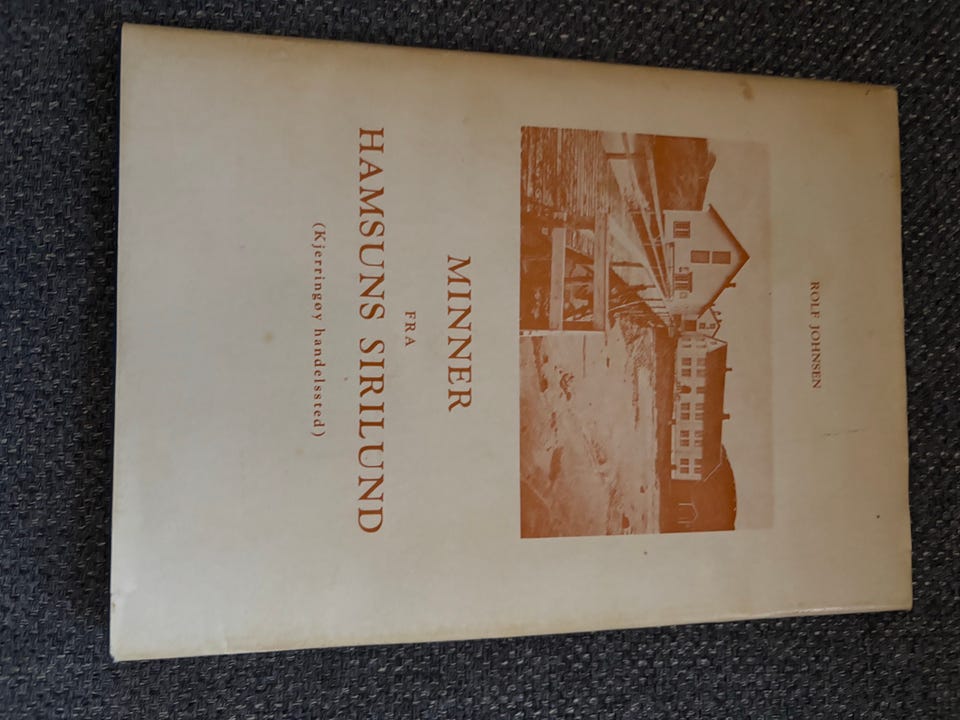 ROLF JOHNSEN
MINNER
FRA
HAMSUNS SIRILUND
(Kjerringøy handelssted)